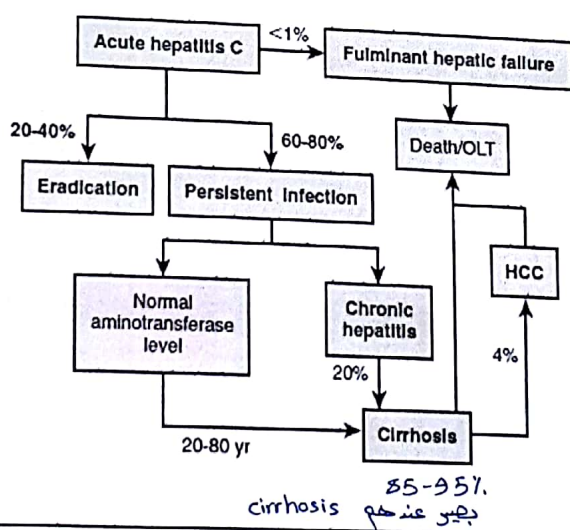 Acute hepatitis C
<1%
Fulminant hepatic failure
20-40%
60-80%
Death/OLT
Eradication
Persistent Infection
HCC
Normal
aminotransferase
level
Chronic
hepatitis
20%
4%
20-80 yr
Cirrhosis
85-95%
بصير عندهم cirrhosis